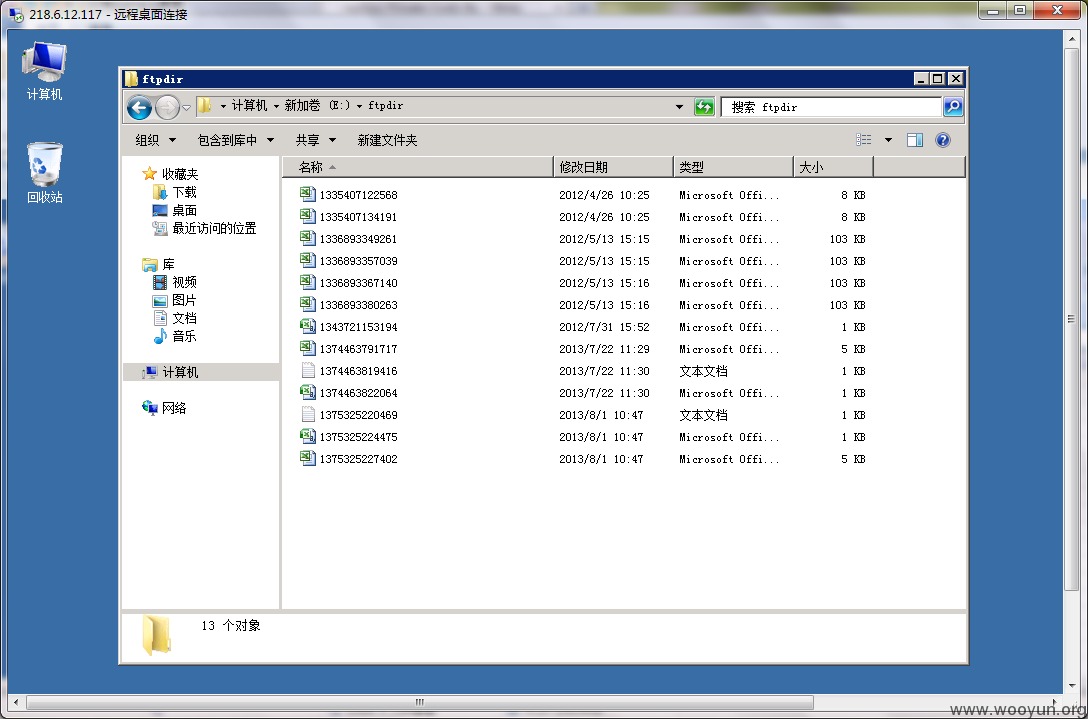 218.6.12.117 - 远程桌面连接
计算机
回收站
ftpdir
计算机 新加卷 (E:) ftpdir
搜索 ftpdir
组织 包含到库中 共享 新建文件夹
收藏夹
下载
桌面
最近访问的位置
库
视频
图片
文档
音乐
计算机
网络
名称 修改日期 类型 大小
1335407122568 2012/4/26 10:25 Microsoft Offi... 8 KB
1335407134191 2012/4/26 10:25 Microsoft Offi... 8 KB
1336893349261 2012/5/13 15:15 Microsoft Offi... 103 KB
1336893357039 2012/5/13 15:15 Microsoft Offi... 103 KB
1336893367140 2012/5/13 15:16 Microsoft Offi... 103 KB
1336893380263 2012/5/13 15:16 Microsoft Offi... 103 KB
1343721153194 2012/7/31 15:52 Microsoft Offi... 1 KB
1374463791717 2013/7/22 11:29 Microsoft Offi... 5 KB
1374463819416 2013/7/22 11:30 文本文档 1 KB
1374463822064 2013/7/22 11:30 Microsoft Offi... 1 KB
1375325220469 2013/8/1 10:47 文本文档 1 KB
1375325224475 2013/8/1 10:47 Microsoft Offi... 1 KB
1375325227402 2013/8/1 10:47 Microsoft Offi... 5 KB
13 个对象
www.wooyun.org